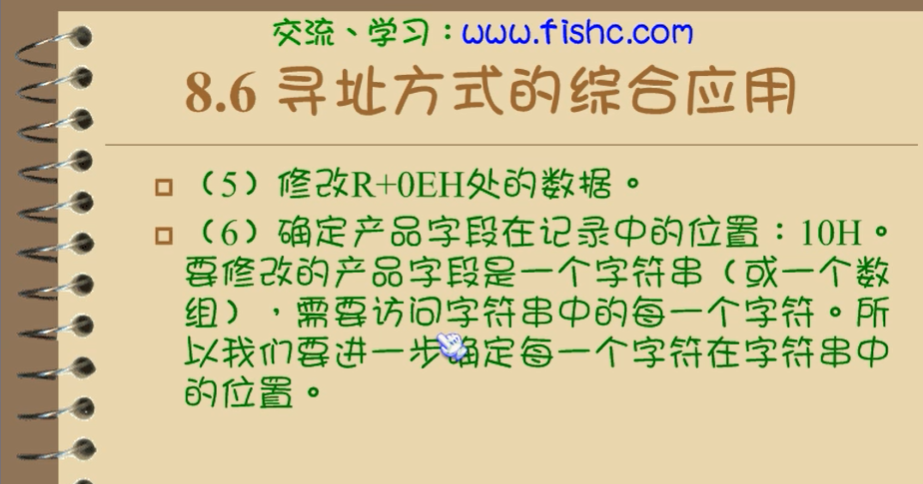 交流、学习：www.fishc.com
8.6 寻址方式的综合应用
（5）修改R+0EH处的数据。
（6）确定产品字段在记录中的位置：10H。
要修改的产品字段是一个字符串（或一个数
组），需要访问字符串中的每一个字符。所
以我们要进一步确定每一个字符在字符串中
的位置。